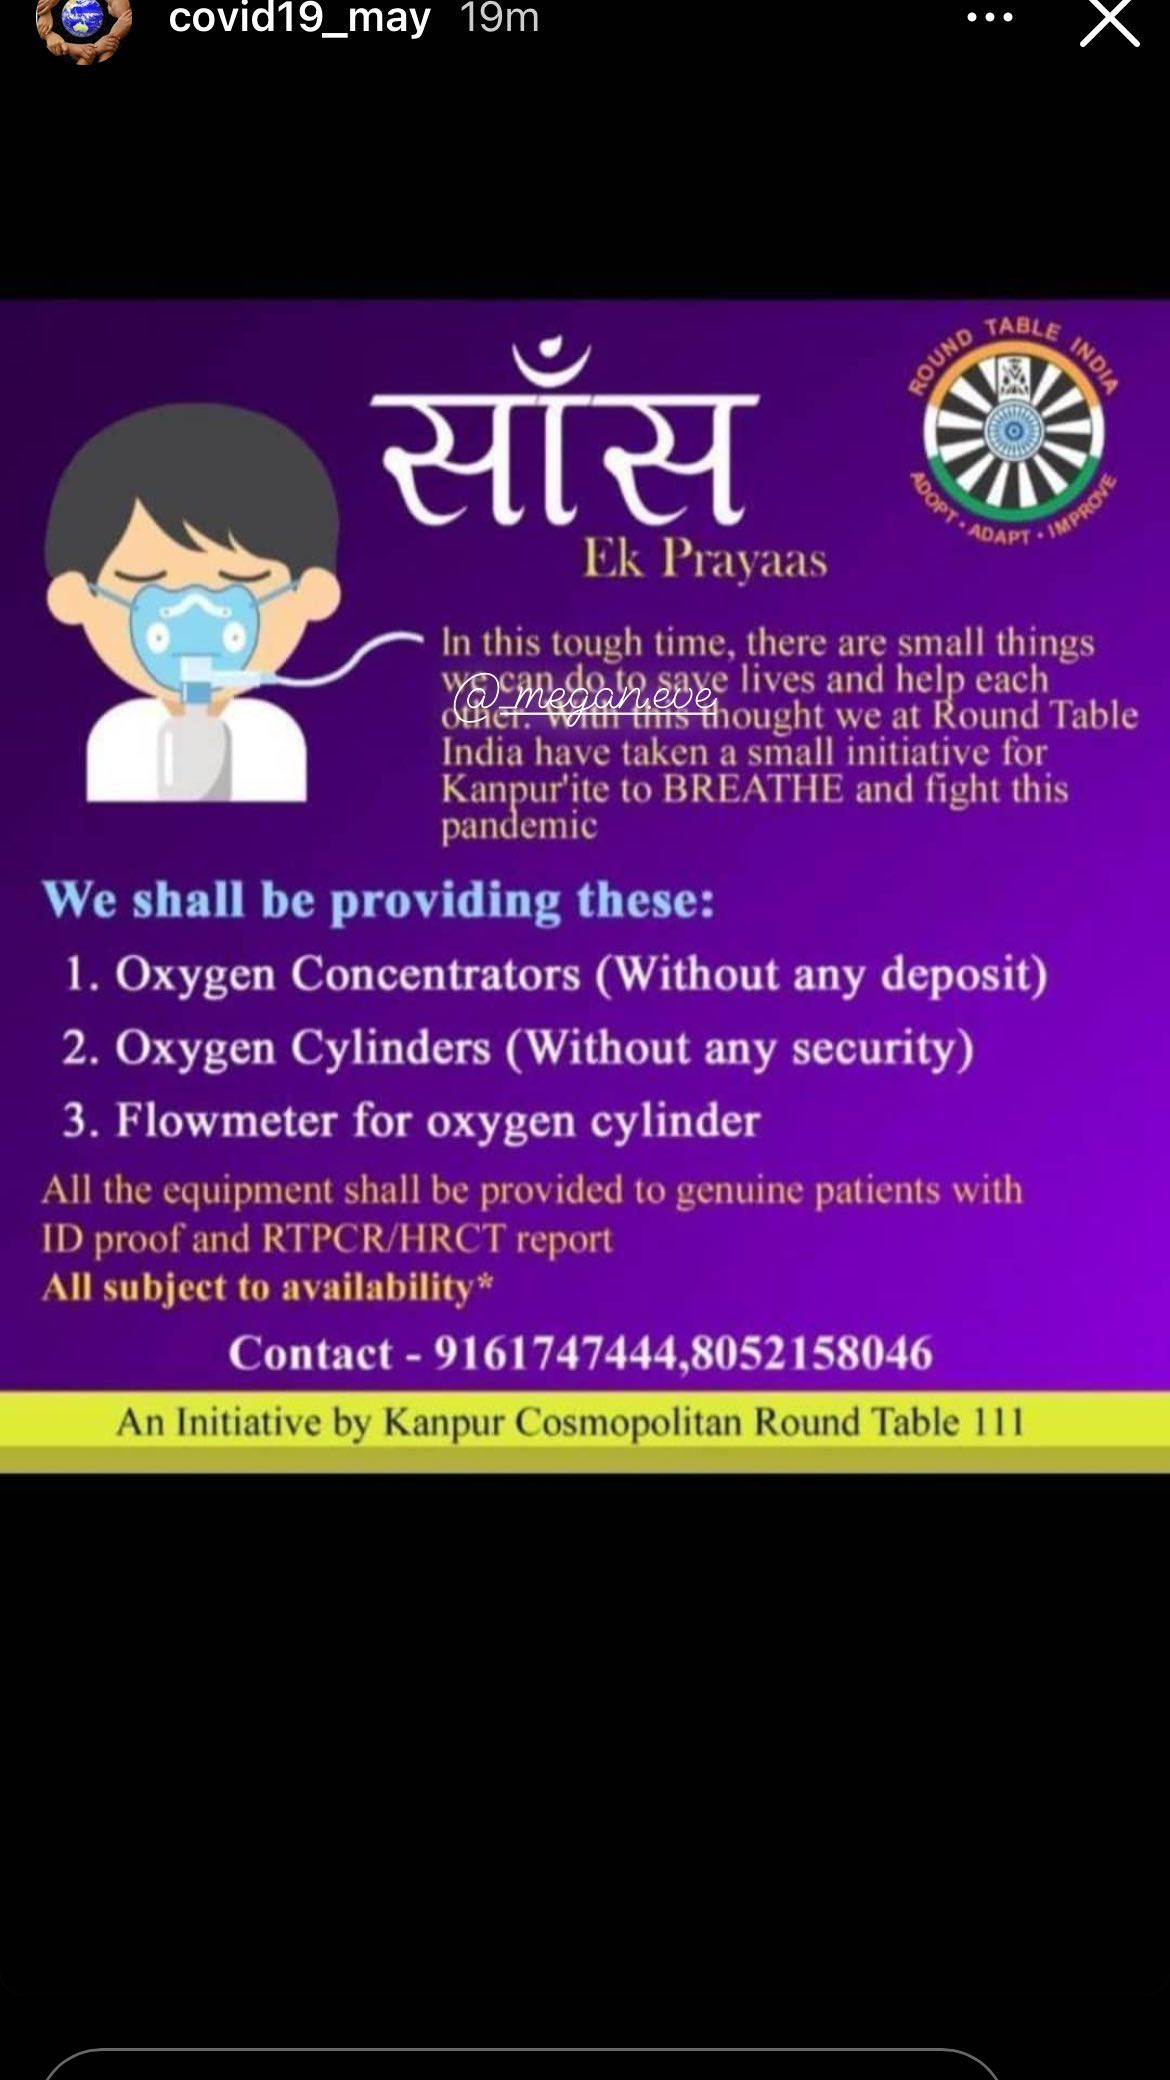 covid19_may 19m
साँस
ROUND TABLE INDIA
ADOPT • ADAPT • IMPROVE
Ek Prayaas
In this tough time, there are small things
we can do to save lives and help each
@_megan.eve
other. With this thought we at Round Table
India have taken a small initiative for
Kanpur'ite to BREATHE and fight this
pandemic
We shall be providing these:
1. Oxygen Concentrators (Without any deposit)
2. Oxygen Cylinders (Without any security)
3. Flowmeter for oxygen cylinder
All the equipment shall be provided to genuine patients with
ID proof and RTPCR/HRCT report
All subject to availability*
Contact - 9161747444,8052158046
An Initiative by Kanpur Cosmopolitan Round Table 111